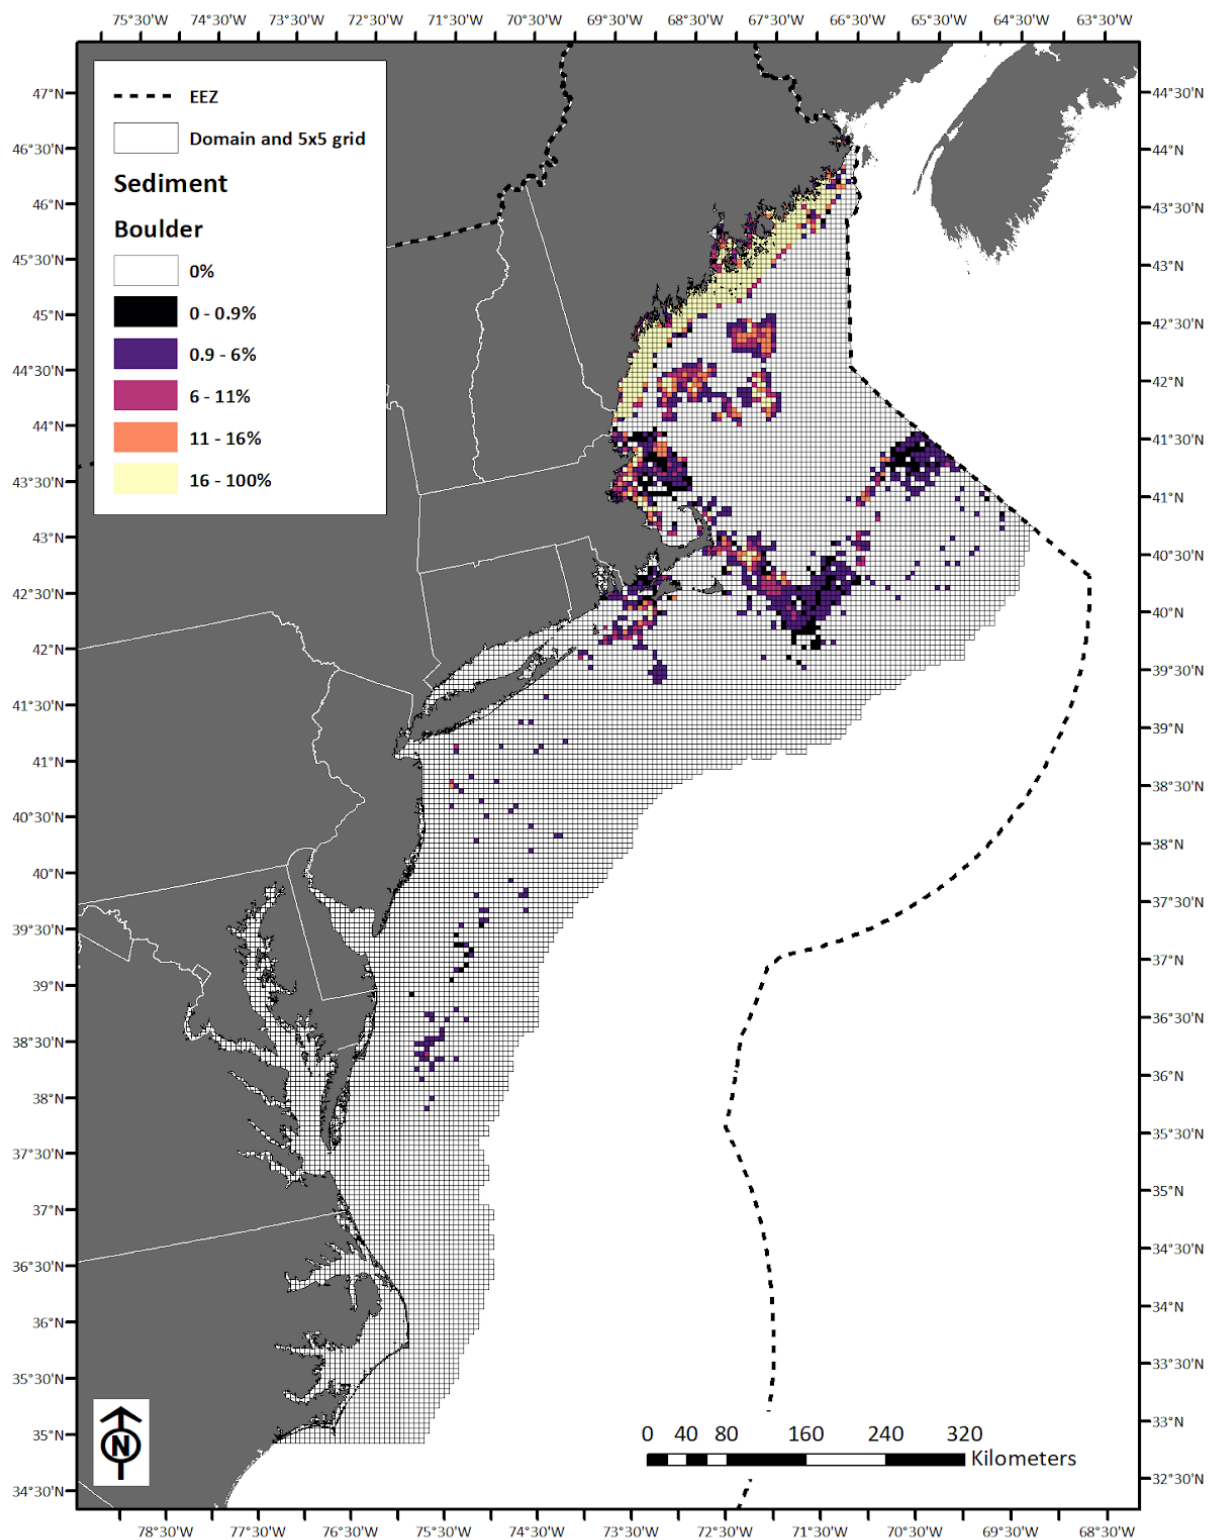 75°30'W 74°30'W 73°30'W 72°30'W 71°30'W 70°30'W 69°30'W 68°30'W 67°30'W 66°30'W 65°30'W 64°30'W 63°30'W
EEZ
Domain and 5x5 grid
Sediment
Boulder
0%
0 - 0.9%
0.9 - 6%
6 - 11%
11 - 16%
16 - 100%
47°N
46°30'N
46°N
45°30'N
45°N
44°30'N
44°N
43°30'N
43°N
42°30'N
42°N
41°30'N
41°N
40°30'N
40°N
39°30'N
39°N
38°30'N
38°N
37°30'N
37°N
36°30'N
36°N
35°30'N
35°N
34°30'N
44°30'N
44°N
43°30'N
43°N
42°30'N
42°N
41°30'N
41°N
40°30'N
40°N
39°30'N
39°N
38°30'N
38°N
37°30'N
37°N
36°30'N
36°N
35°30'N
35°N
34°30'N
34°N
33°30'N
33°N
32°30'N
N
0 40 80 160 240 320
Kilometers
78°30'W 77°30'W 76°30'W 75°30'W 74°30'W 73°30'W 72°30'W 71°30'W 70°30'W 69°30'W 68°30'W